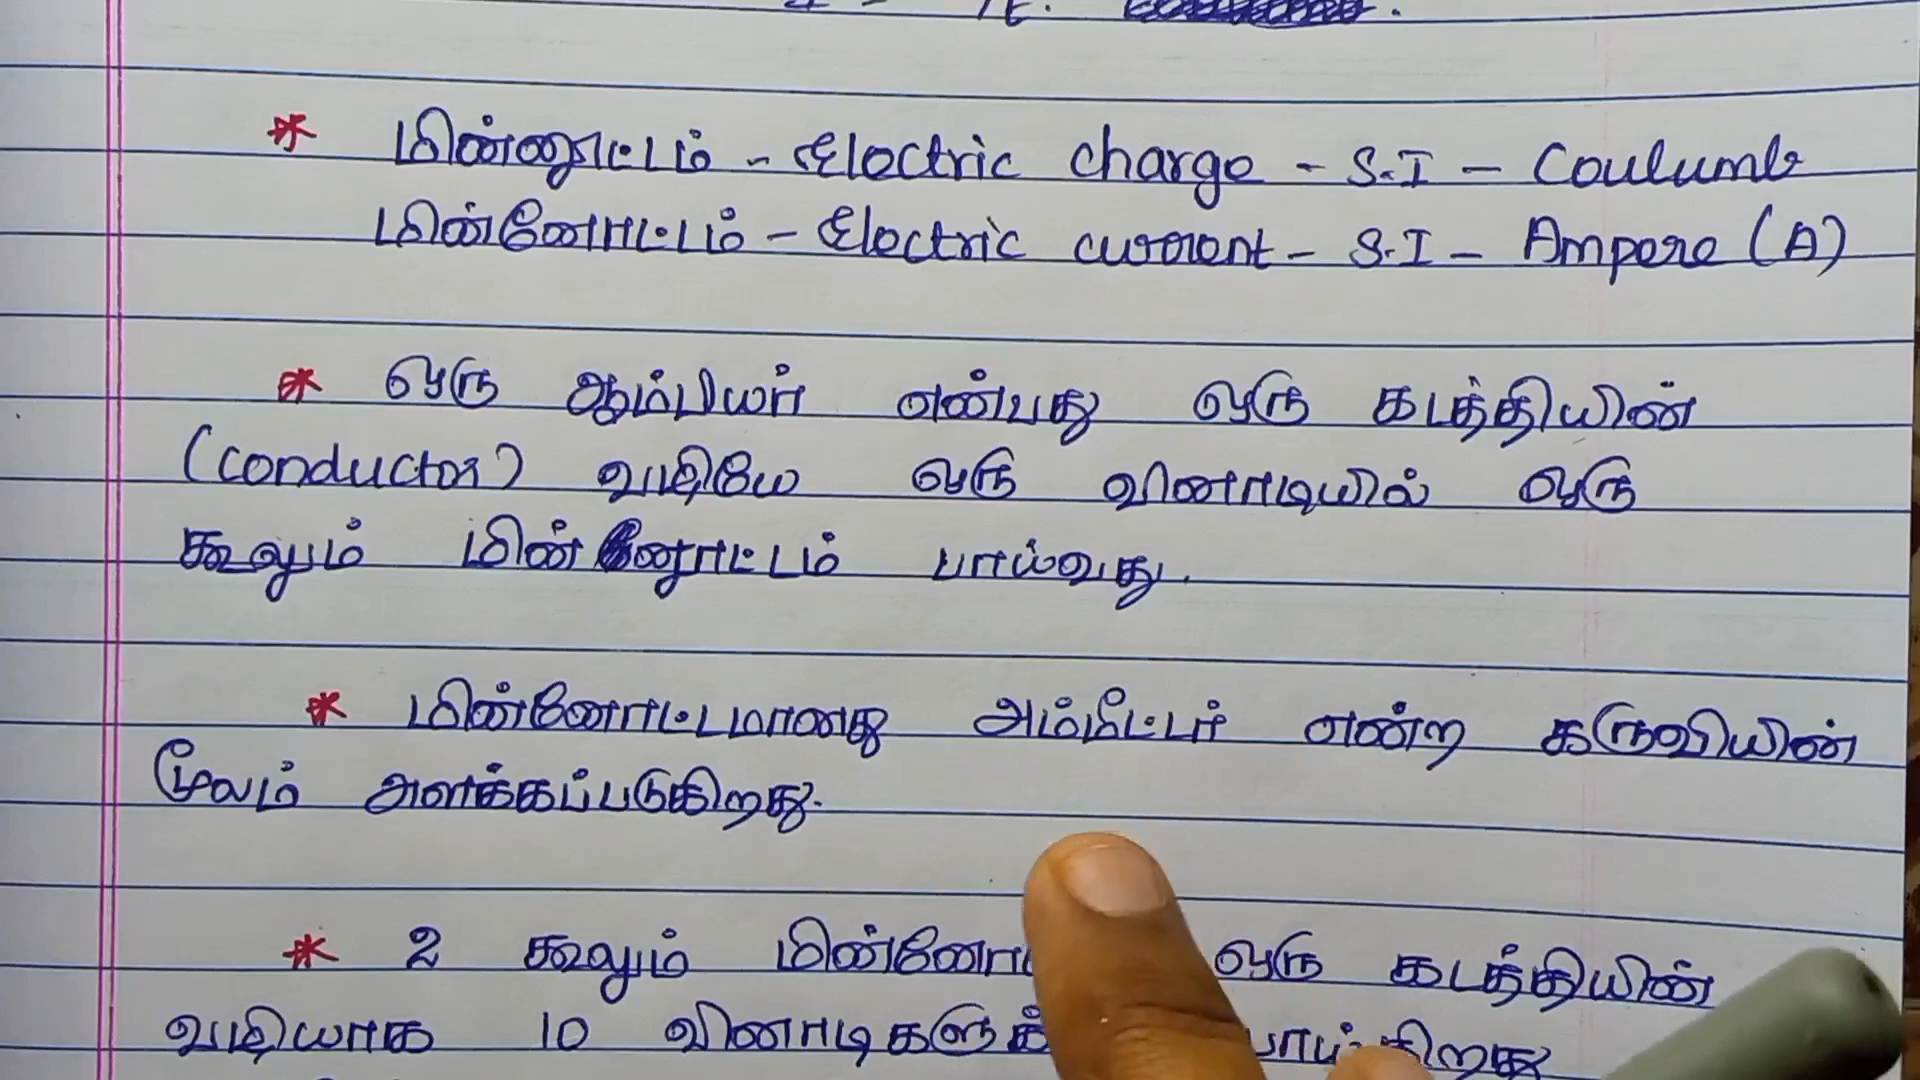 * மின்னூட்டம் - Electric charge - S.I - Coulumb
மின்னோட்டம் - Electric current - S.I - Ampere (A)
* ஒரு ஆம்பியர் என்பது ஒரு கடத்தியின்
(conductor) வழியே ஒரு வினாடியில் ஒரு
கூலும் மின்னூட்டம் பாய்வது.
* மின்னோட்டமானது அம்மீட்டர் என்ற கருவியின்
மூலம் அளக்கப்படுகிறது.
* 2 கூலும் ஒரு கடத்தியின்
வழியாக 10 பாய்கிறது